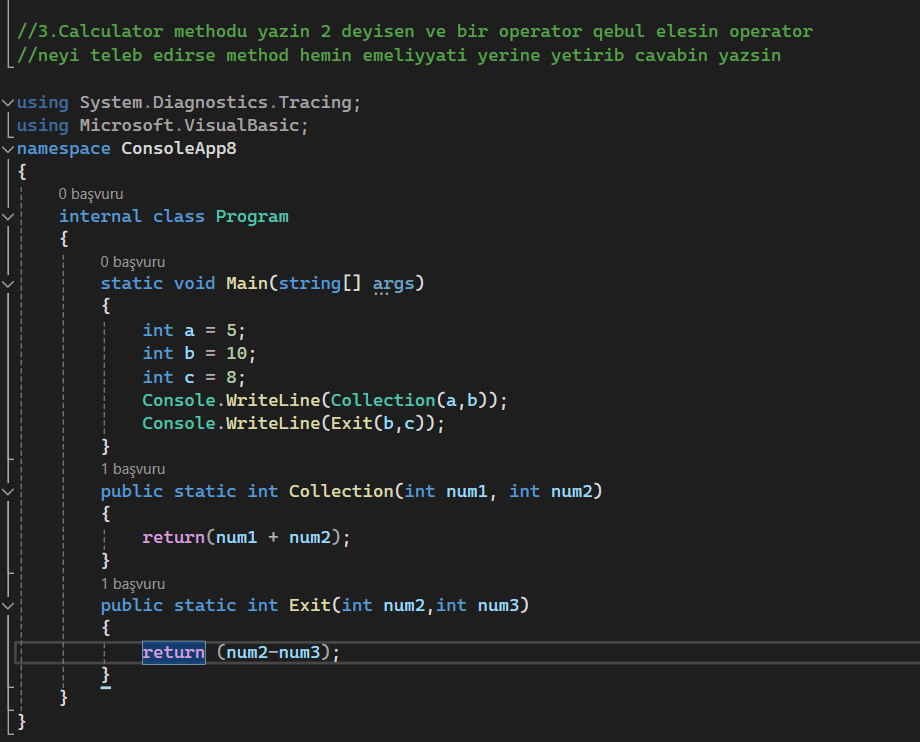 //3.Calculator methodu yazin 2 deyisen ve bir operator qebul elesin operator
//neyi teleb edirse method hemin emeliyyati yerine yetirib cavabin yazsin
using System.Diagnostics.Tracing;
using Microsoft.VisualBasic;
namespace ConsoleApp8
{
0 başvuru
internal class Program
{
0 başvuru
static void Main(string[] args)
{
int a = 5;
int b = 10;
int c = 8;
Console.WriteLine(Collection(a,b));
Console.WriteLine(Exit(b,c));
}
1 başvuru
public static int Collection(int num1, int num2)
{
return(num1 + num2);
}
1 başvuru
public static int Exit(int num2,int num3)
{
return (num2-num3);
}
}
}